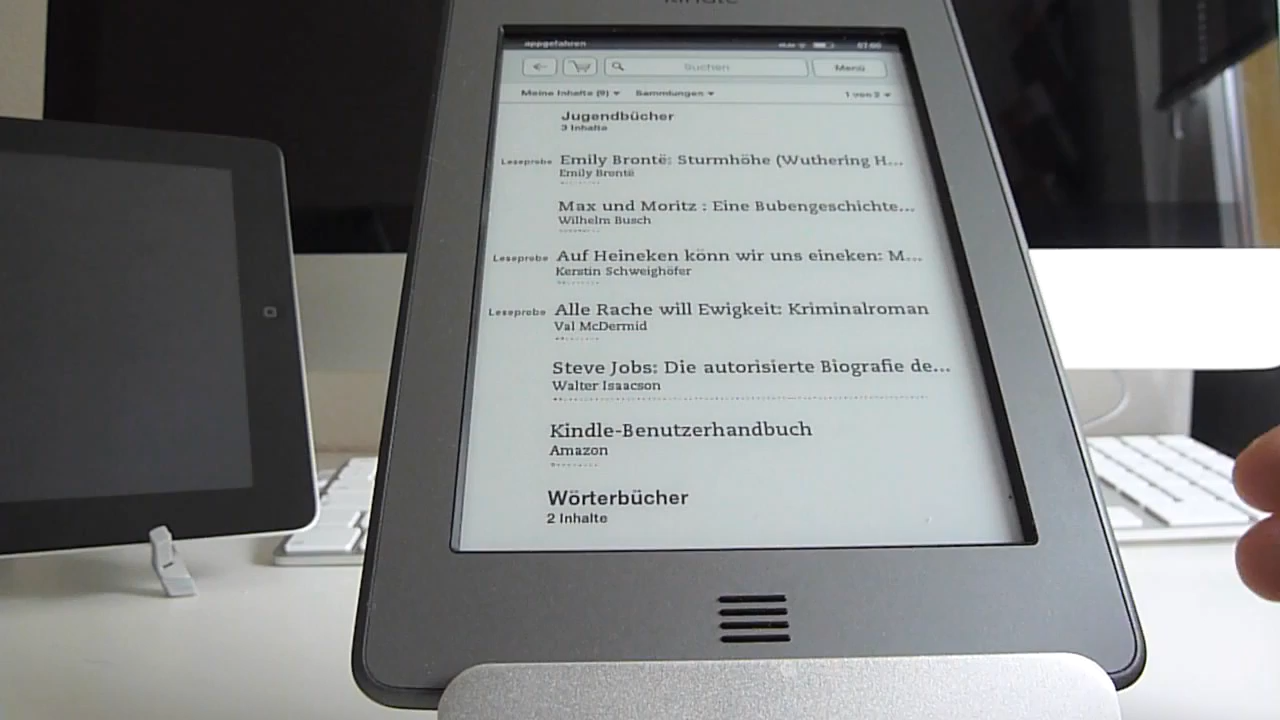 kindle
appgefahren
Suchen
Menü
Meine Inhalte (9) Sammlungen 1 von 2
Jugendbücher
3 Inhalte
Leseprobe Emily Brontë: Sturmhöhe (Wuthering H...
Emily Brontë
Max und Moritz : Eine Bubengeschichte...
Wilhelm Busch
Leseprobe Auf Heineken könn wir uns eineken: M...
Kerstin Schweighöfer
Leseprobe Alle Rache will Ewigkeit: Kriminalroman
Val McDermid
Steve Jobs: Die autorisierte Biografie de...
Walter Isaacson
Kindle-Benutzerhandbuch
Amazon
Wörterbücher
2 Inhalte